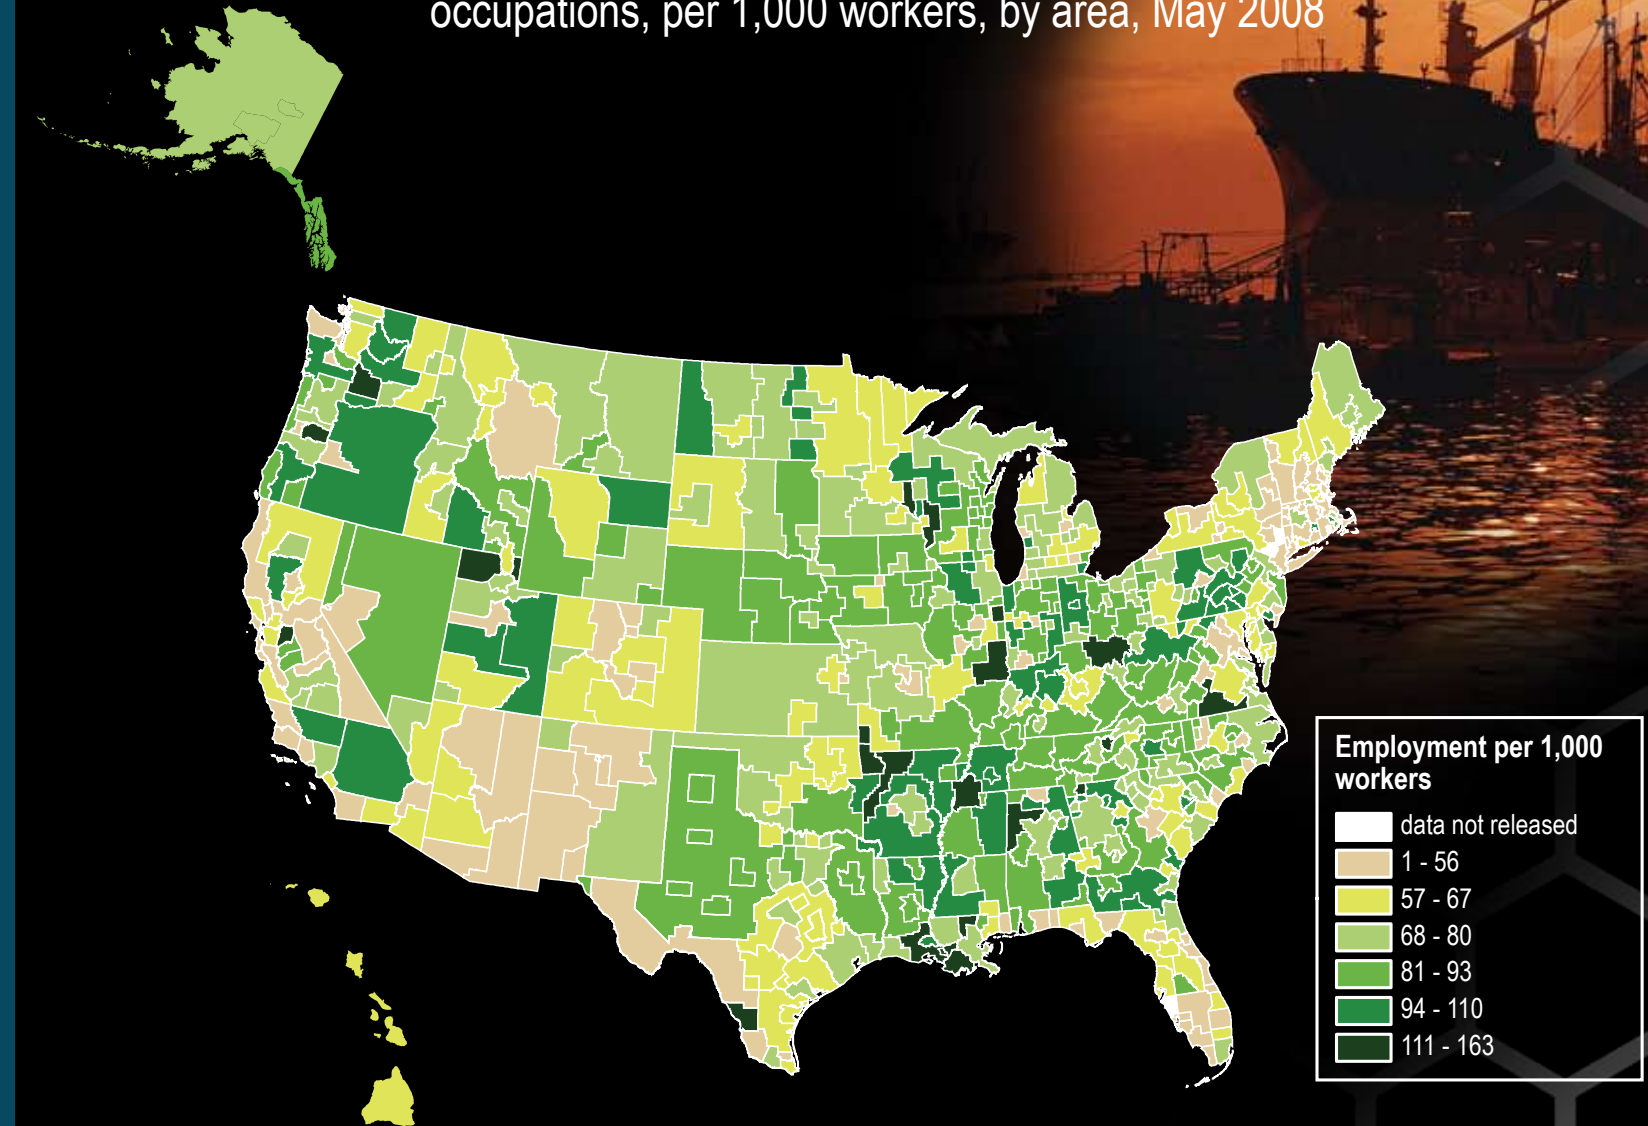 occupations, per 1,000 workers, by area, May 2008
Employment per 1,000
workers
data not released
1 - 56
57 - 67
68 - 80
81 - 93
94 - 110
111 - 163